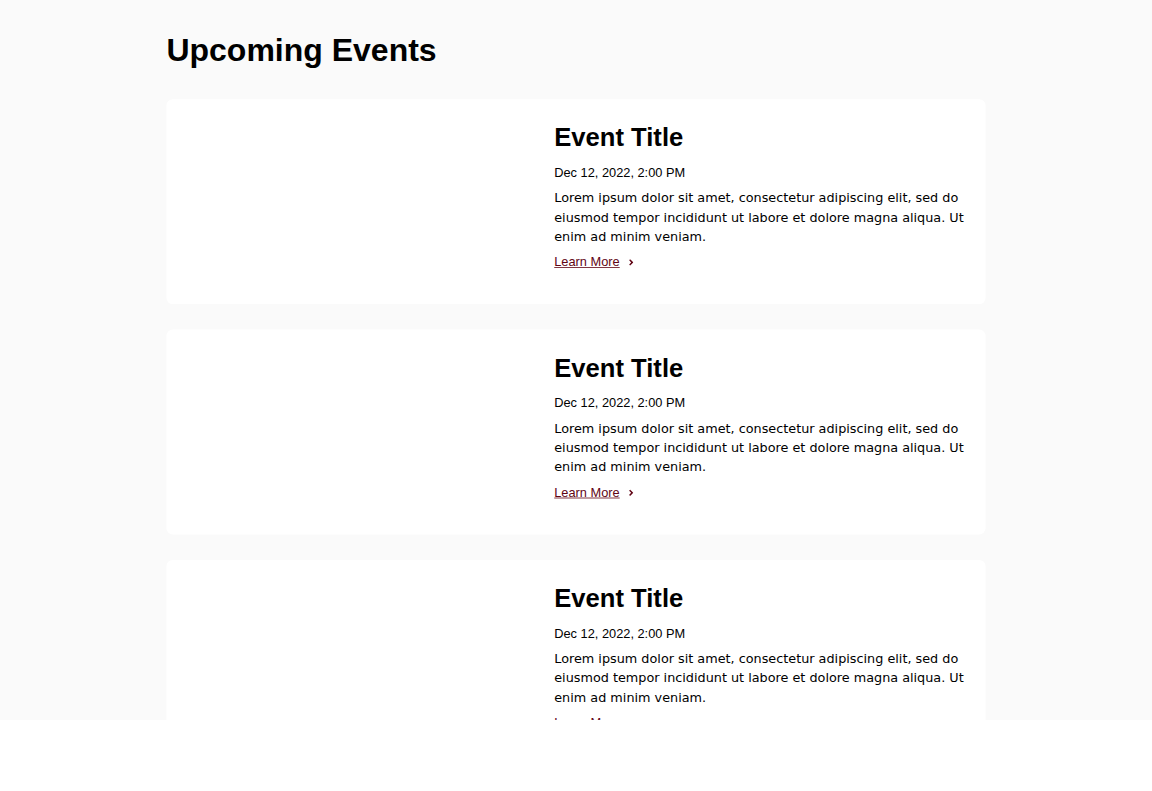 Upcoming Events
Event Title
Dec 12, 2022, 2:00 PM
Lorem ipsum dolor sit amet, consectetur adipiscing elit, sed do
eiusmod tempor incididunt ut labore et dolore magna aliqua. Ut
enim ad minim veniam.
Learn More
Event Title
Dec 12, 2022, 2:00 PM
Lorem ipsum dolor sit amet, consectetur adipiscing elit, sed do
eiusmod tempor incididunt ut labore et dolore magna aliqua. Ut
enim ad minim veniam.
Learn More
Event Title
Dec 12, 2022, 2:00 PM
Lorem ipsum dolor sit amet, consectetur adipiscing elit, sed do
eiusmod tempor incididunt ut labore et dolore magna aliqua. Ut
enim ad minim veniam.